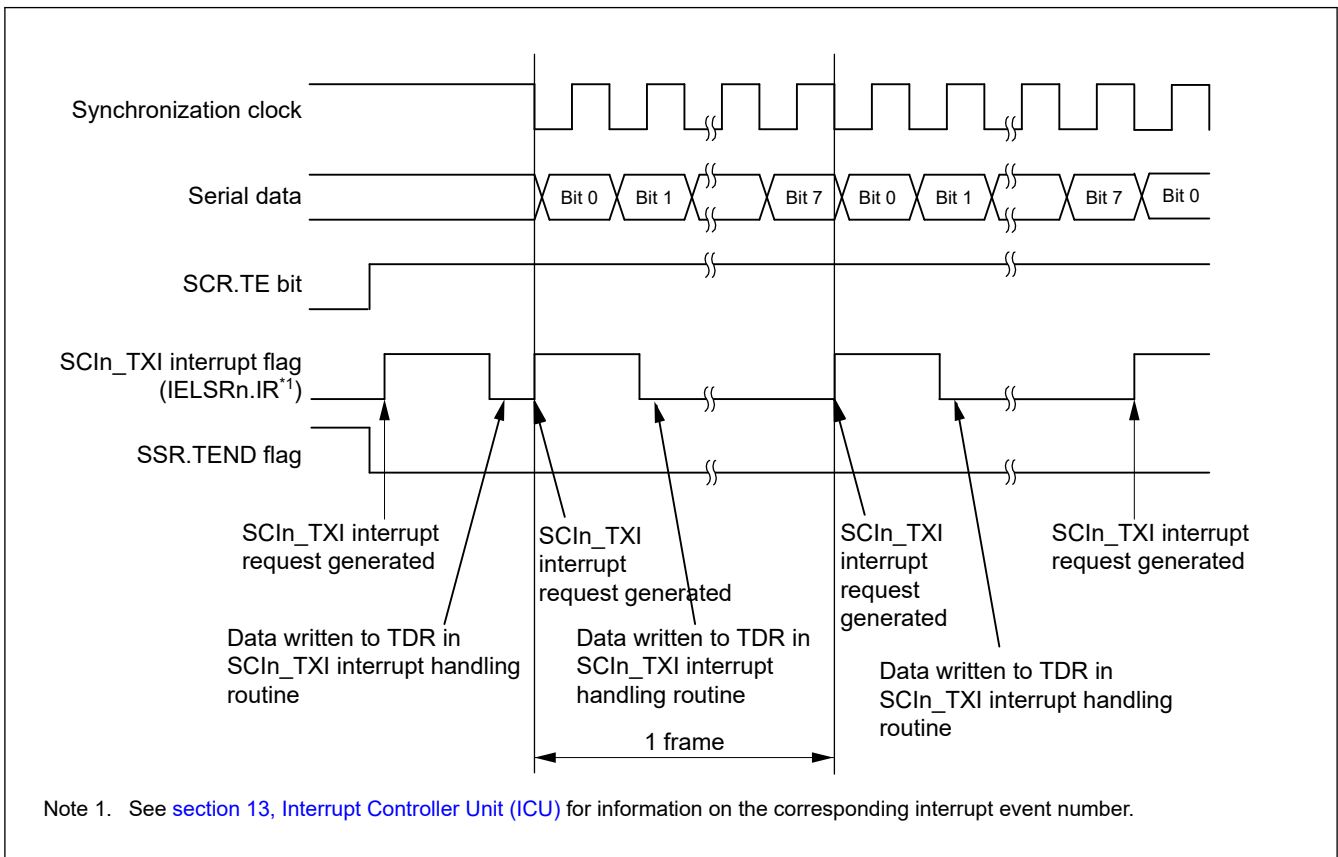 Synchronization clock
Serial data
Bit 0 Bit 1 Bit 7 Bit 0 Bit 1 Bit 7 Bit 0
SCR.TE bit
SCIn_TXI interrupt flag
(IELSRn.IR*1)
SSR.TEND flag
SCIn_TXI interrupt
request generated
SCIn_TXI
interrupt
request generated
SCIn_TXI
interrupt
request
generated
SCIn_TXI interrupt
request generated
Data written to TDR in
SCIn_TXI interrupt handling
routine
Data written to TDR in
SCIn_TXI interrupt
handling routine
Data written to TDR in
SCIn_TXI interrupt handling
routine
1 frame
Note 1. See section 13, Interrupt Controller Unit (ICU) for information on the corresponding interrupt event number.